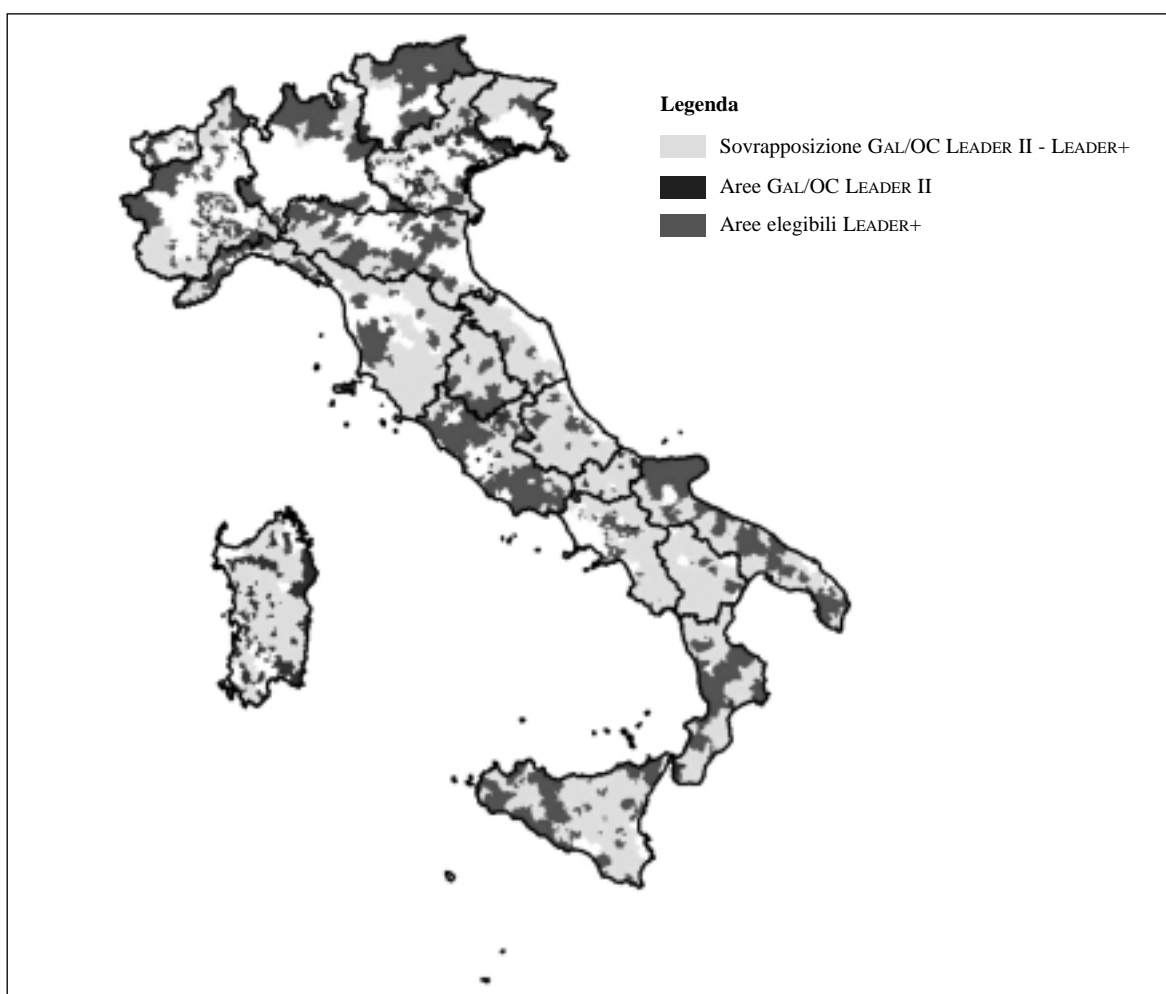 Legenda
Sovrapposizione GAL/OC LEADER II - LEADER+
Aree GAL/OC LEADER II
Aree elegibili LEADER+